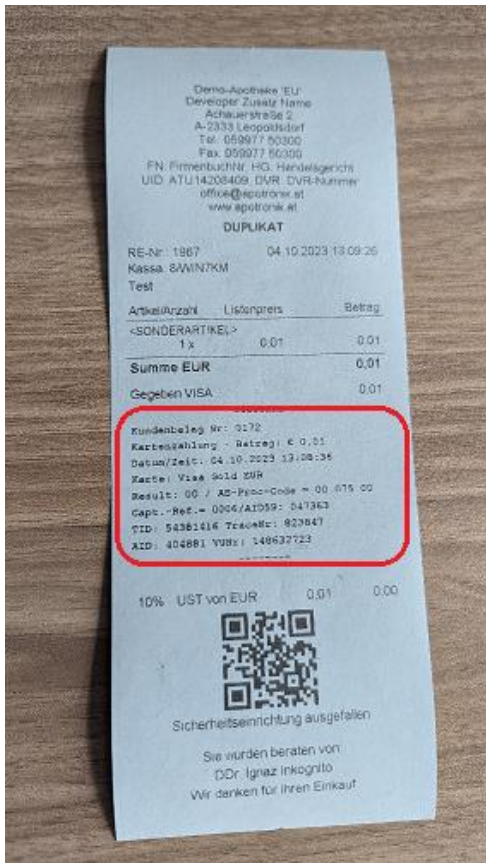 Demo-Apotheke 'EU'
Developer Zusatz Name
Achauerstraße 2
A-2333 Leopoldsdorf
Tel. 059977 50300
Fax. 059977 50300
FN. FirmenbuchNr, HG. Handelsgericht
UID. ATU14208409, DVR. DVR-Nummer
office@apotronik.at
www.apotronik.at
DUPLIKAT
RE-Nr.: 1967 04.10.2023 13:09:26
Kassa: 8/WIN7KM
Test
Artikel/Anzahl Listenpreis Betrag
<SONDERARTIKEL>
1 x 0,01 0,01
Summe EUR 0,01
Gegeben VISA 0,01
Kundenbeleg Nr: 0172
Kartenzahlung - Betrag: € 0,01
Datum/Zeit: 04.10.2023 13:08:36
Karte: Visa Gold EUR
Result: 00 / AS-Proc-Code = 00 075 00
Capt.-Ref.= 0006/AID59: 047363
TID: 54381416 TraceNr: 823847
AID: 404881 VUNr: 148632723
10% UST von EUR 0,01 0,00
Sicherheitseinrichtung ausgefallen
Sie wurden beraten von:
DDr. Ignaz Inkognito
Wir danken für Ihren Einkauf